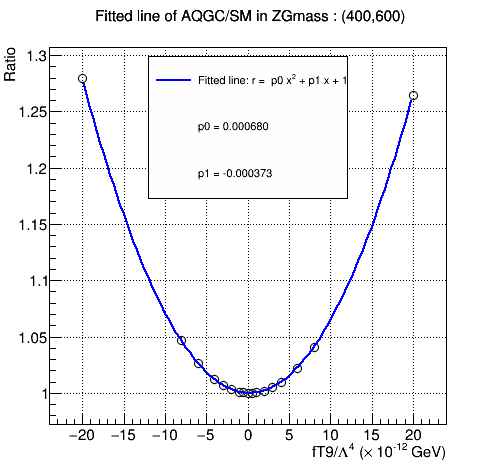 Fitted line of AQGC/SM in ZGmass : (400,600)
Ratio
1.3
1.25
1.2
1.15
1.1
1.05
1
Fitted line: r = p0 x² + p1 x + 1
p0 = 0.000680
p1 = -0.000373
−20 −15 −10 −5 0 5 10 15 20
fT9/Λ⁴ (× 10⁻¹² GeV)